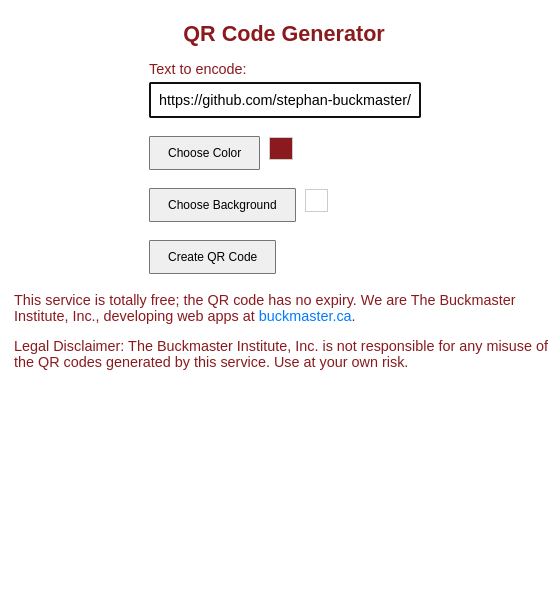 QR Code Generator
Text to encode:
https://github.com/stephan-buckmaster/
Choose Color
Choose Background
Create QR Code
This service is totally free; the QR code has no expiry. We are The Buckmaster
Institute, Inc., developing web apps at buckmaster.ca.
Legal Disclaimer: The Buckmaster Institute, Inc. is not responsible for any misuse of
the QR codes generated by this service. Use at your own risk.